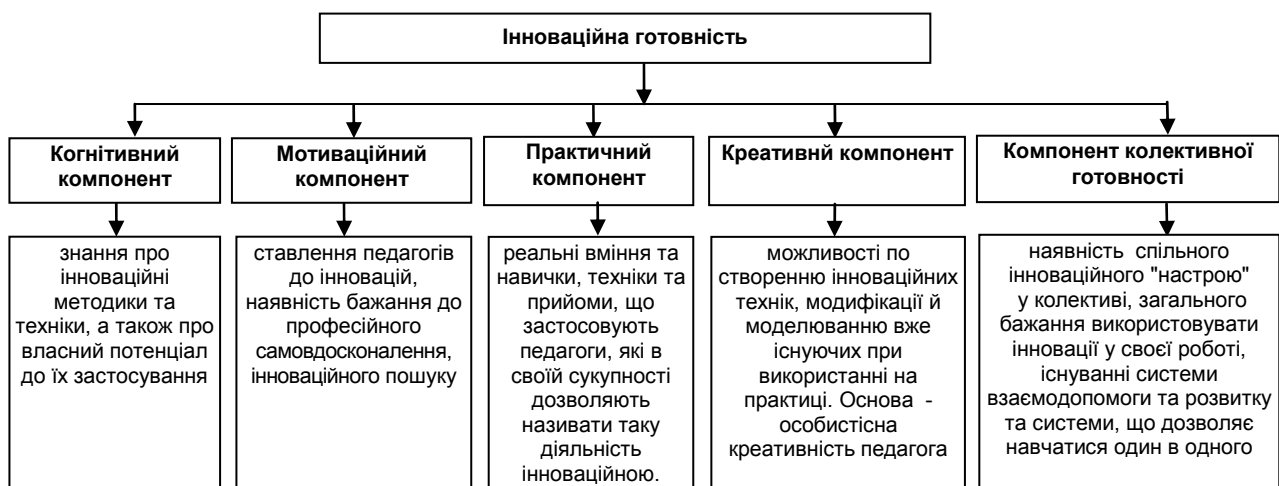 Інноваційна готовність
Когнітивний
компонент
Мотиваційний
компонент
Практичний
компонент
Креативнй компонент
Компонент колективної
готовності
знання про
інноваційні
методики та
техніки, а також про
власний потенціал
до їх застосування
ставлення педагогів
до інновацій,
наявність бажання до
професійного
самовдосконалення,
інноваційного пошуку
реальні вміння та
навички, техніки та
прийоми, що
застосовують
педагоги, які в
своїй сукупності
дозволяють
називати таку
діяльність
інноваційною.
можливості по
створенню інноваційних
технік, модифікації й
моделюванню вже
існуючих при
використанні на
практиці. Основа -
особистісна
креативність педагога
наявність спільного
інноваційного "настрою"
у колективі, загального
бажання використовувати
інновації у своєї роботі,
існуванні системи
взаємодопомоги та розвитку
та системи, що дозволяє
навчатися один в одного